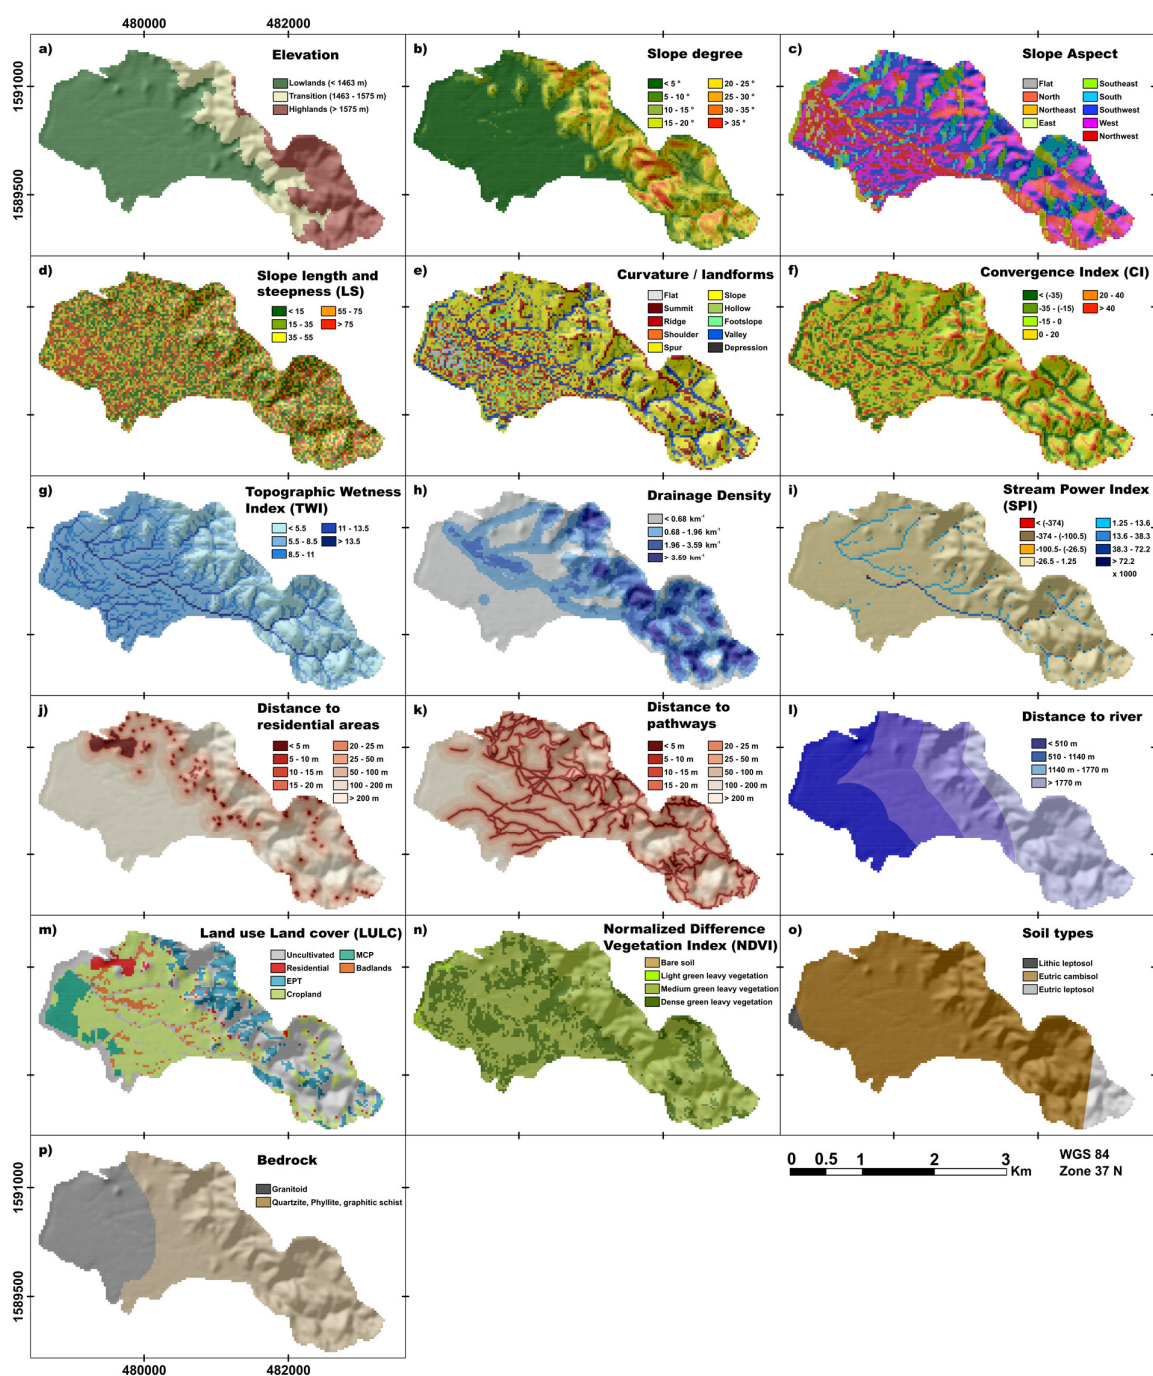 480000 482000
a) Elevation
Lowlands (< 1463 m)
Transition (1463 - 1575 m)
Highlands (> 1575 m)
1591000
1589500
b) Slope degree
< 5 ° 20 - 25 °
5 - 10 ° 25 - 30 °
10 - 15 ° 30 - 35 °
15 - 20 ° > 35 °
c) Slope Aspect
Flat Southeast
North South
Northeast Southwest
East West
Northwest
d) Slope length and
steepness (LS)
< 15 55 - 75
15 - 35 > 75
35 - 55
e) Curvature / landforms
Flat Slope
Summit Hollow
Ridge Footslope
Shoulder Valley
Spur Depression
f) Convergence Index (CI)
< (-35) 20 - 40
-35 - (-15) > 40
-15 - 0
0 - 20
g) Topographic Wetness
Index (TWI)
< 5.5 11 - 13.5
5.5 - 8.5 > 13.5
8.5 - 11
h) Drainage Density
< 0.68 km⁻¹
0.68 - 1.96 km⁻¹
1.96 - 3.59 km⁻¹
> 3.69 km⁻¹
i) Stream Power Index
(SPI)
< (-374) 1.25 - 13.6
-374 - (-100.5) 13.6 - 38.3
-100.5- (-26.5) 38.3 - 72.2
-26.5 - 1.25 > 72.2
x 1000
j) Distance to
residential areas
< 5 m 20 - 25 m
5 - 10 m 25 - 50 m
10 - 15 m 50 - 100 m
15 - 20 m 100 - 200 m
> 200 m
k) Distance to
pathways
< 5 m 20 - 25 m
5 - 10 m 25 - 50 m
10 - 15 m 50 - 100 m
15 - 20 m 100 - 200 m
> 200 m
l) Distance to river
< 510 m
510 - 1140 m
1140 m - 1770 m
> 1770 m
m) Land use Land cover (LULC)
Uncultivated MCP
Residential Badlands
EPT
Cropland
n) Normalized Difference
Vegetation Index (NDVI)
Bare soil
Light green leavy vegetation
Medium green leavy vegetation
Dense green leavy vegetation
o) Soil types
Lithic leptosol
Eutric cambisol
Eutric leptosol
p) Bedrock
Granitoid
Quartzite, Phyllite, graphitic schist
1591000
1589500
480000 482000
0 0.5 1 2 3
Km
WGS 84
Zone 37 N